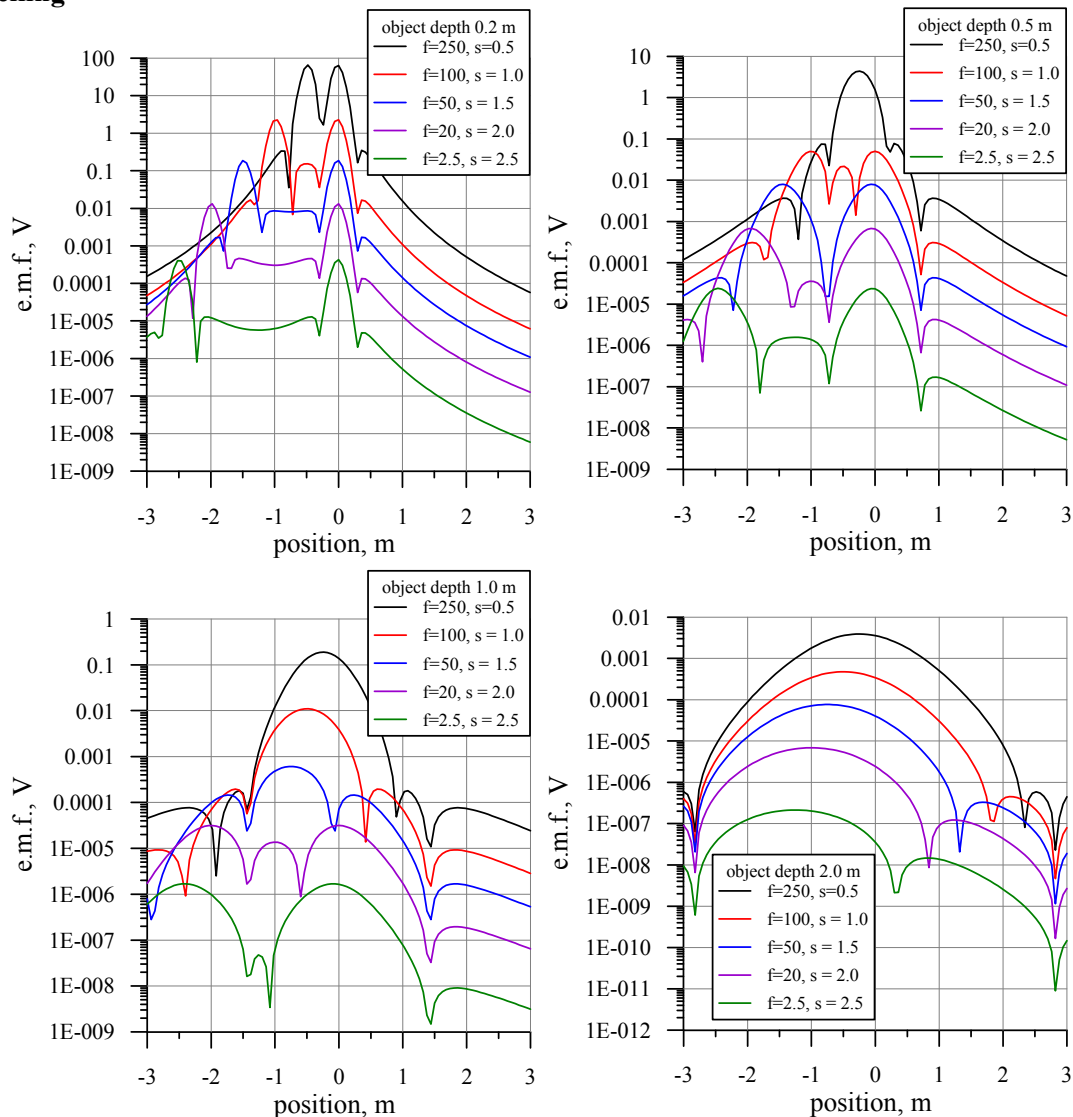 object depth 0.2 m
f=250, s=0.5
f=100, s = 1.0
f=50, s = 1.5
f=20, s = 2.0
f=2.5, s = 2.5
100
10
1
0.1
0.01
0.001
0.0001
1E-005
1E-006
1E-007
1E-008
1E-009
e.m.f., V
-3 -2 -1 0 1 2 3
position, m
object depth 0.5 m
f=250, s=0.5
f=100, s = 1.0
f=50, s = 1.5
f=20, s = 2.0
f=2.5, s = 2.5
10
1
0.1
0.01
0.001
0.0001
1E-005
1E-006
1E-007
1E-008
1E-009
e.m.f., V
-3 -2 -1 0 1 2 3
position, m
object depth 1.0 m
f=250, s=0.5
f=100, s = 1.0
f=50, s = 1.5
f=20, s = 2.0
f=2.5, s = 2.5
1
0.1
0.01
0.001
0.0001
1E-005
1E-006
1E-007
1E-008
1E-009
e.m.f., V
-3 -2 -1 0 1 2 3
position, m
0.01
0.001
0.0001
1E-005
1E-006
1E-007
1E-008
1E-009
1E-010
1E-011
1E-012
e.m.f., V
object depth 2.0 m
f=250, s=0.5
f=100, s = 1.0
f=50, s = 1.5
f=20, s = 2.0
f=2.5, s = 2.5
-3 -2 -1 0 1 2 3
position, m